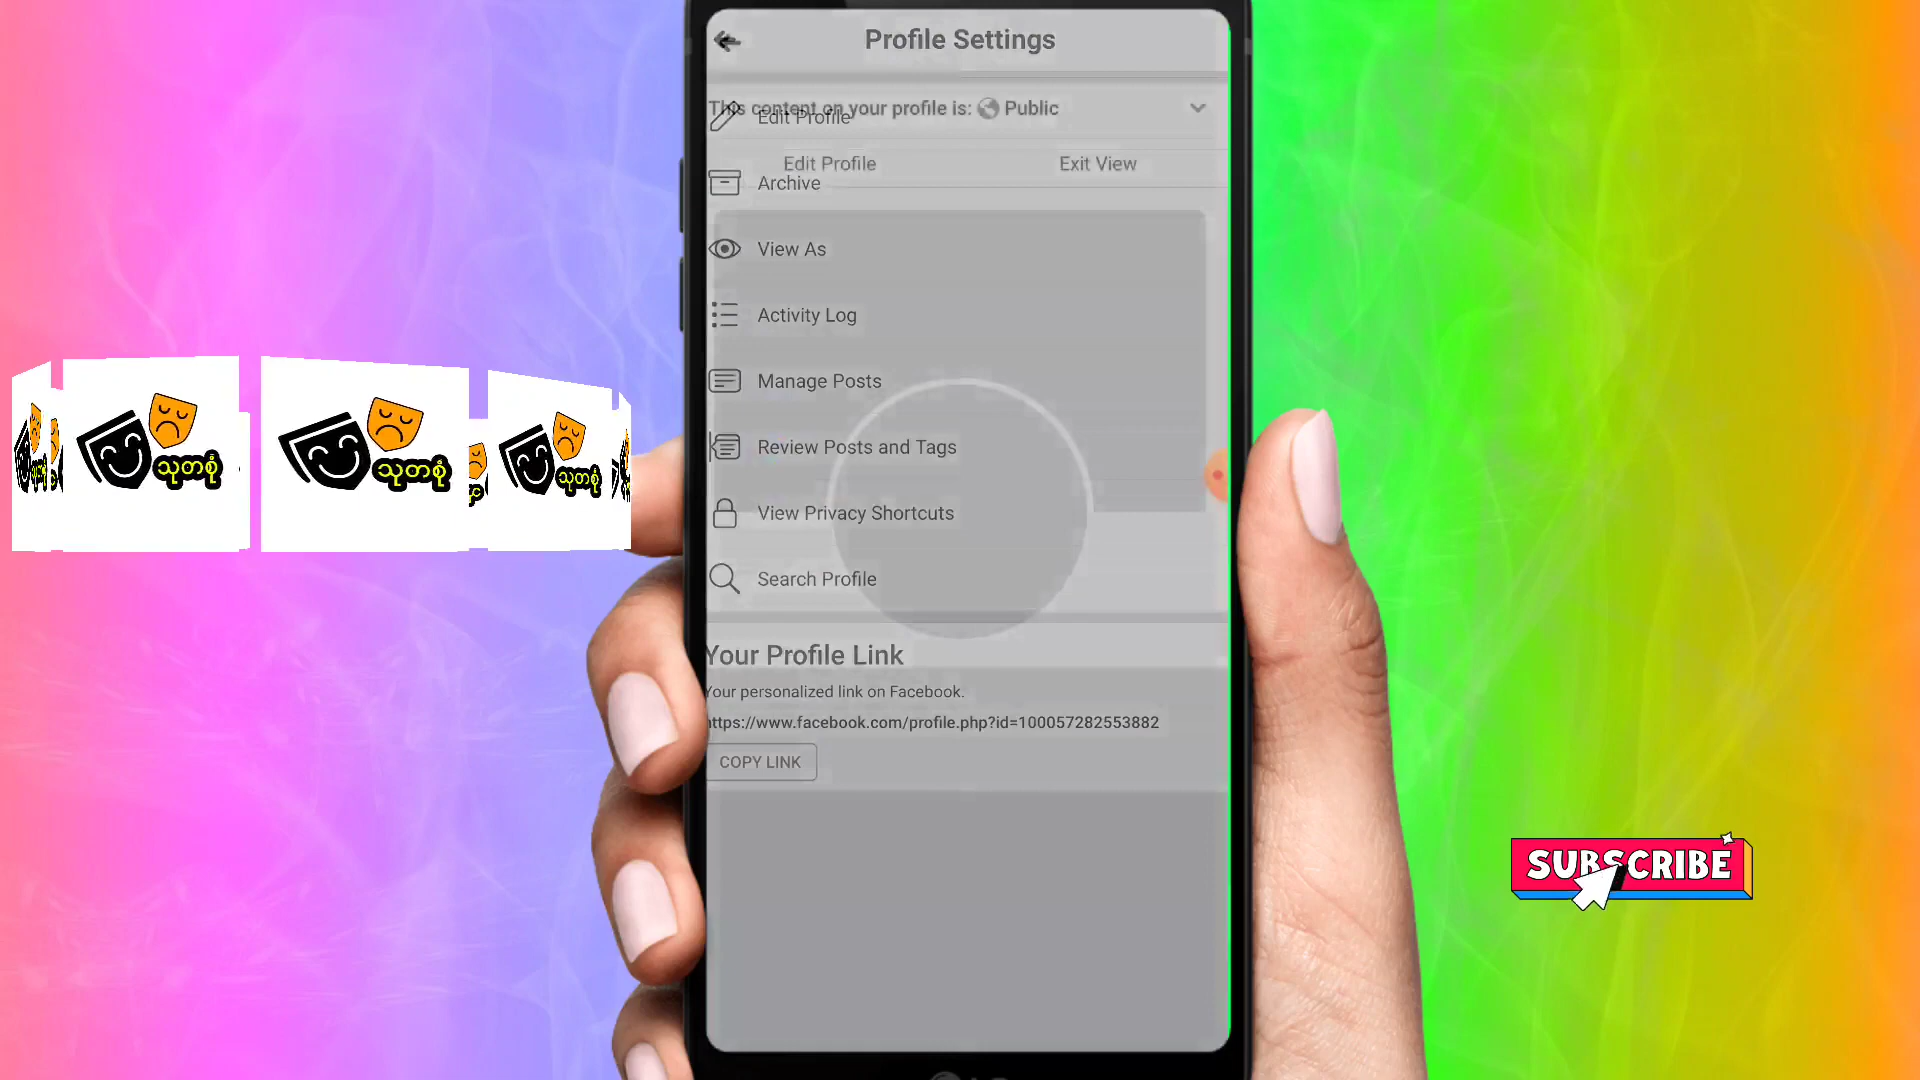 Profile Settings
This content on your profile is: Public
Edit Profile
Edit Profile
Exit View
Archive
View As
Activity Log
Manage Posts
Review Posts and Tags
View Privacy Shortcuts
Search Profile
Your Profile Link
Your personalized link on Facebook.
https://www.facebook.com/profile.php?id=100057282553882
COPY LINK
သုတစုံ
သုတစုံ
သုတစုံ
SUBSCRIBE